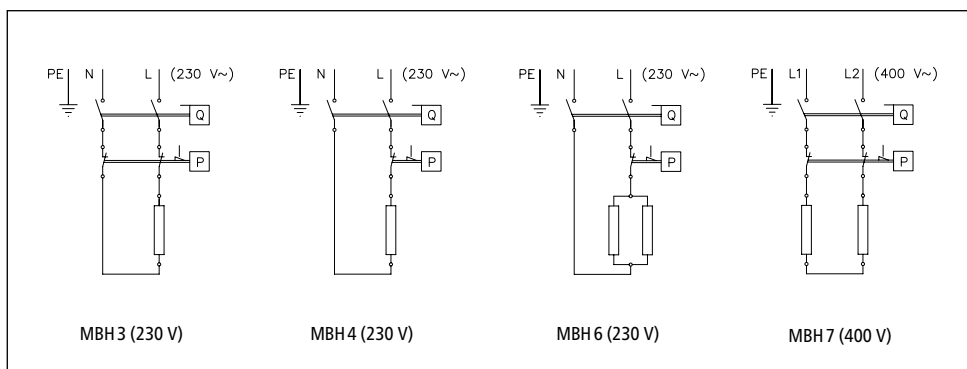 PE N L (230 V~)
Q
P
MBH 3 (230 V)
PE N L (230 V~)
Q
P
MBH 4 (230 V)
PE N L (230 V~)
Q
P
MBH 6 (230 V)
PE L1 L2 (400 V~)
Q
P
MBH 7 (400 V)